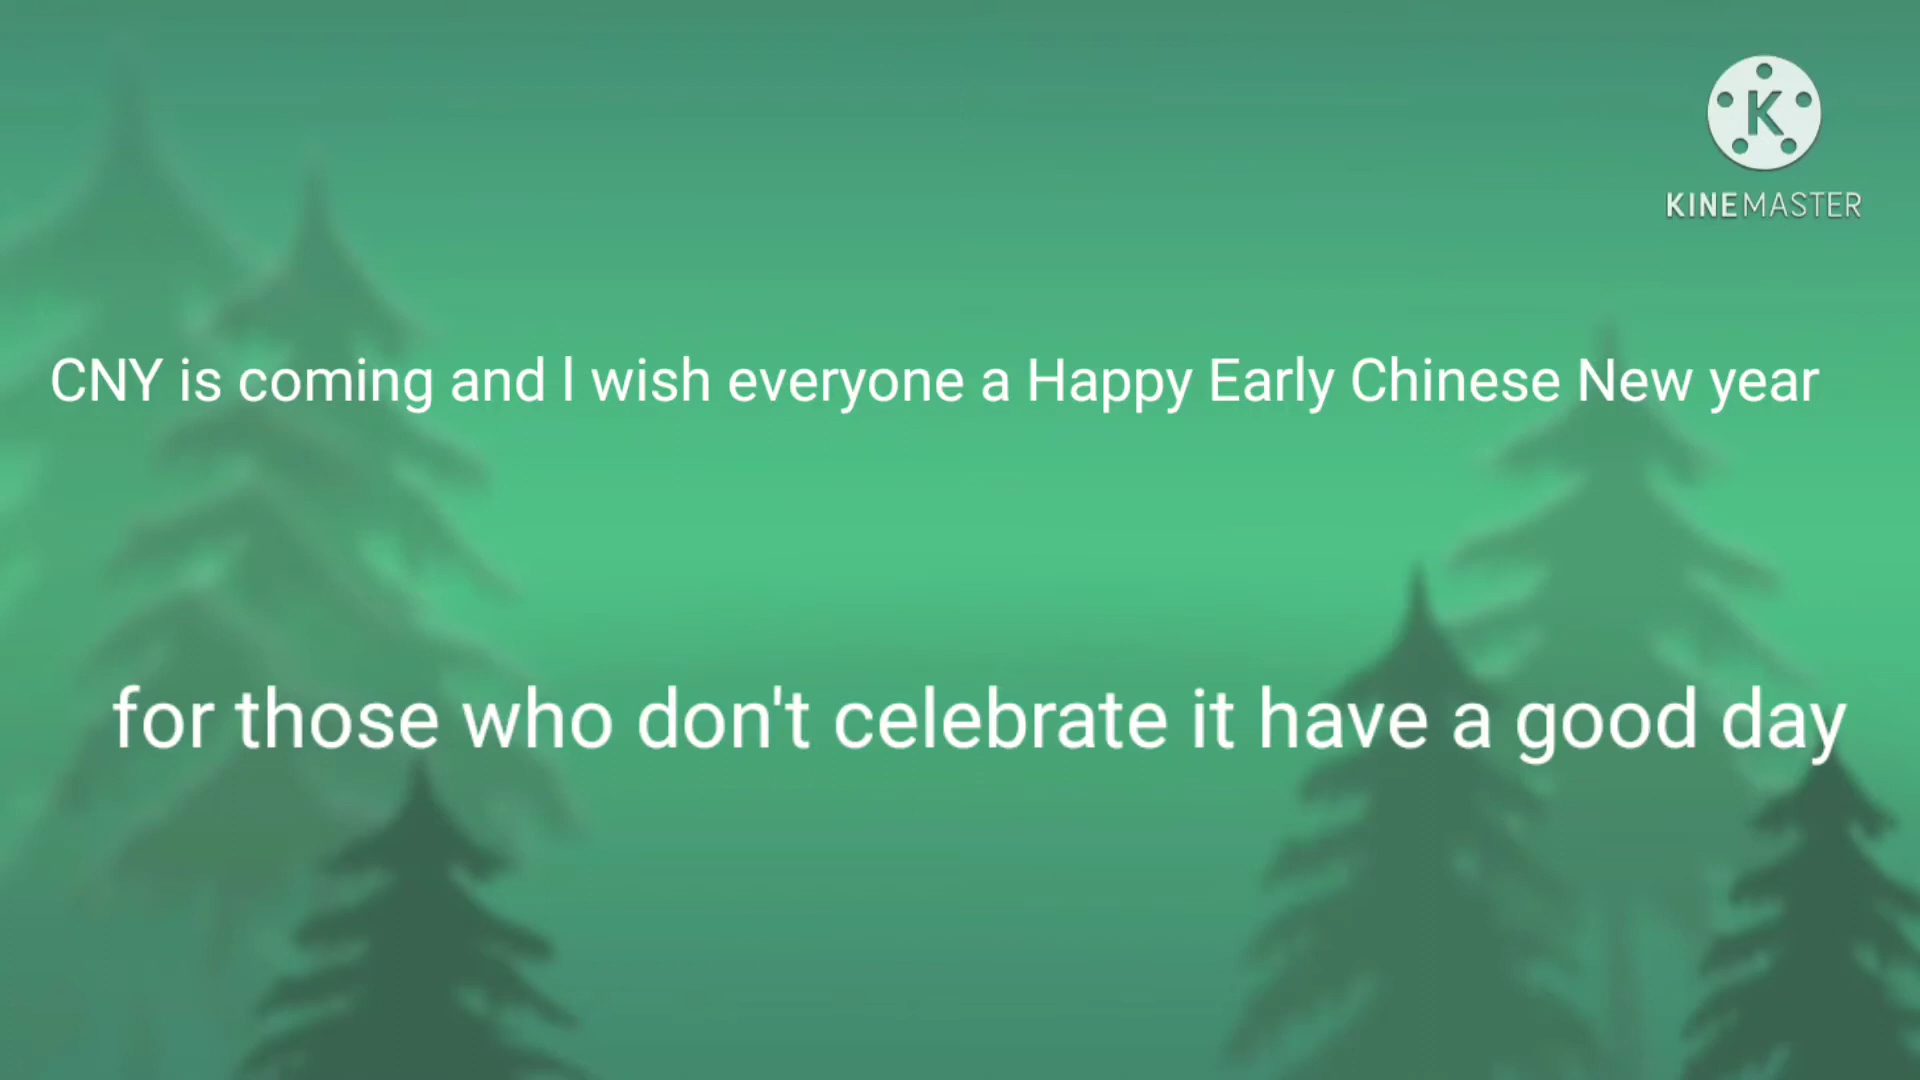 K
KINEMASTER
CNY is coming and l wish everyone a Happy Early Chinese New year
for those who don't celebrate it have a good day